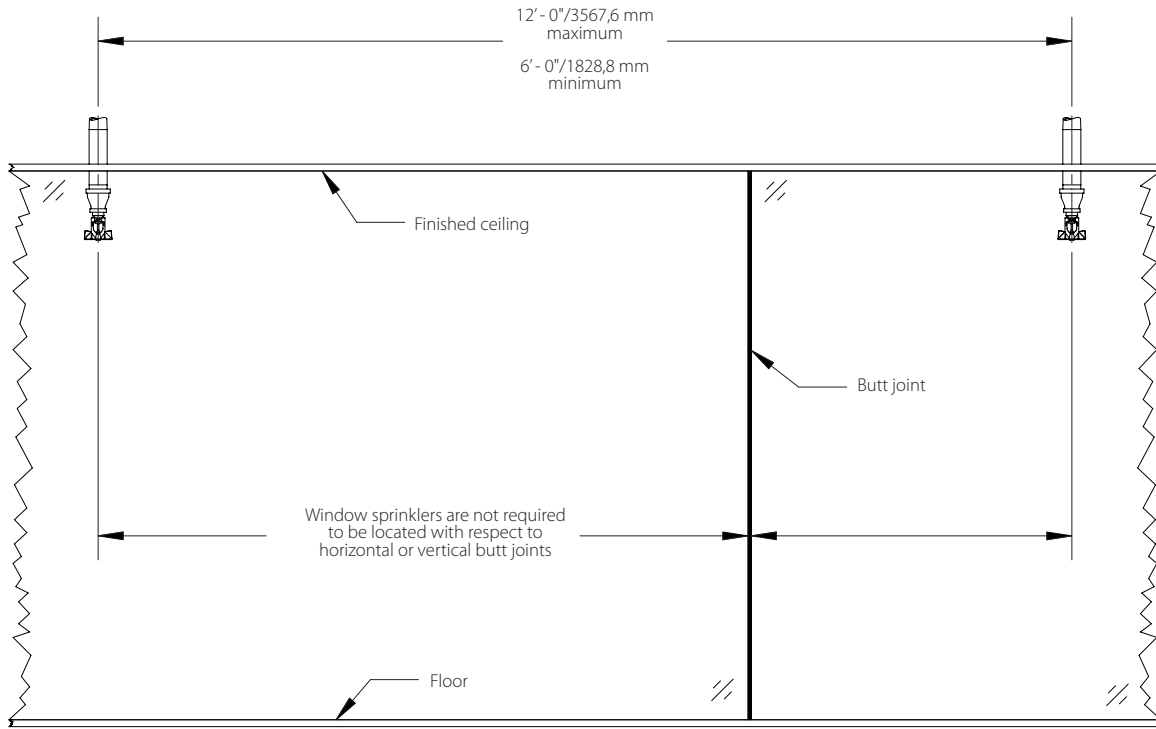 12' - 0"/3567,6 mm
maximum
6' - 0"/1828,8 mm
minimum
Finished ceiling
Butt joint
Window sprinklers are not required
to be located with respect to
horizontal or vertical butt joints
Floor